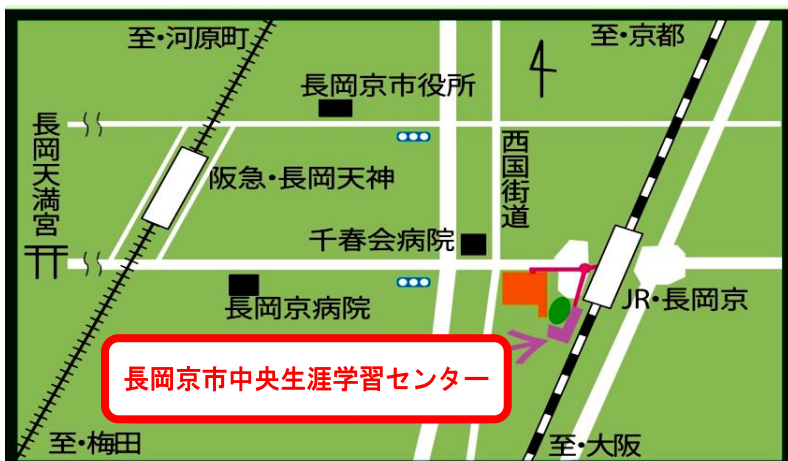 至・河原町
至・京都
長岡京市役所
長岡天満宮
阪急・長岡天神
西国街道
千春会病院
長岡京病院
JR・長岡京
長岡京市中央生涯学習センター
至・梅田
至・大阪